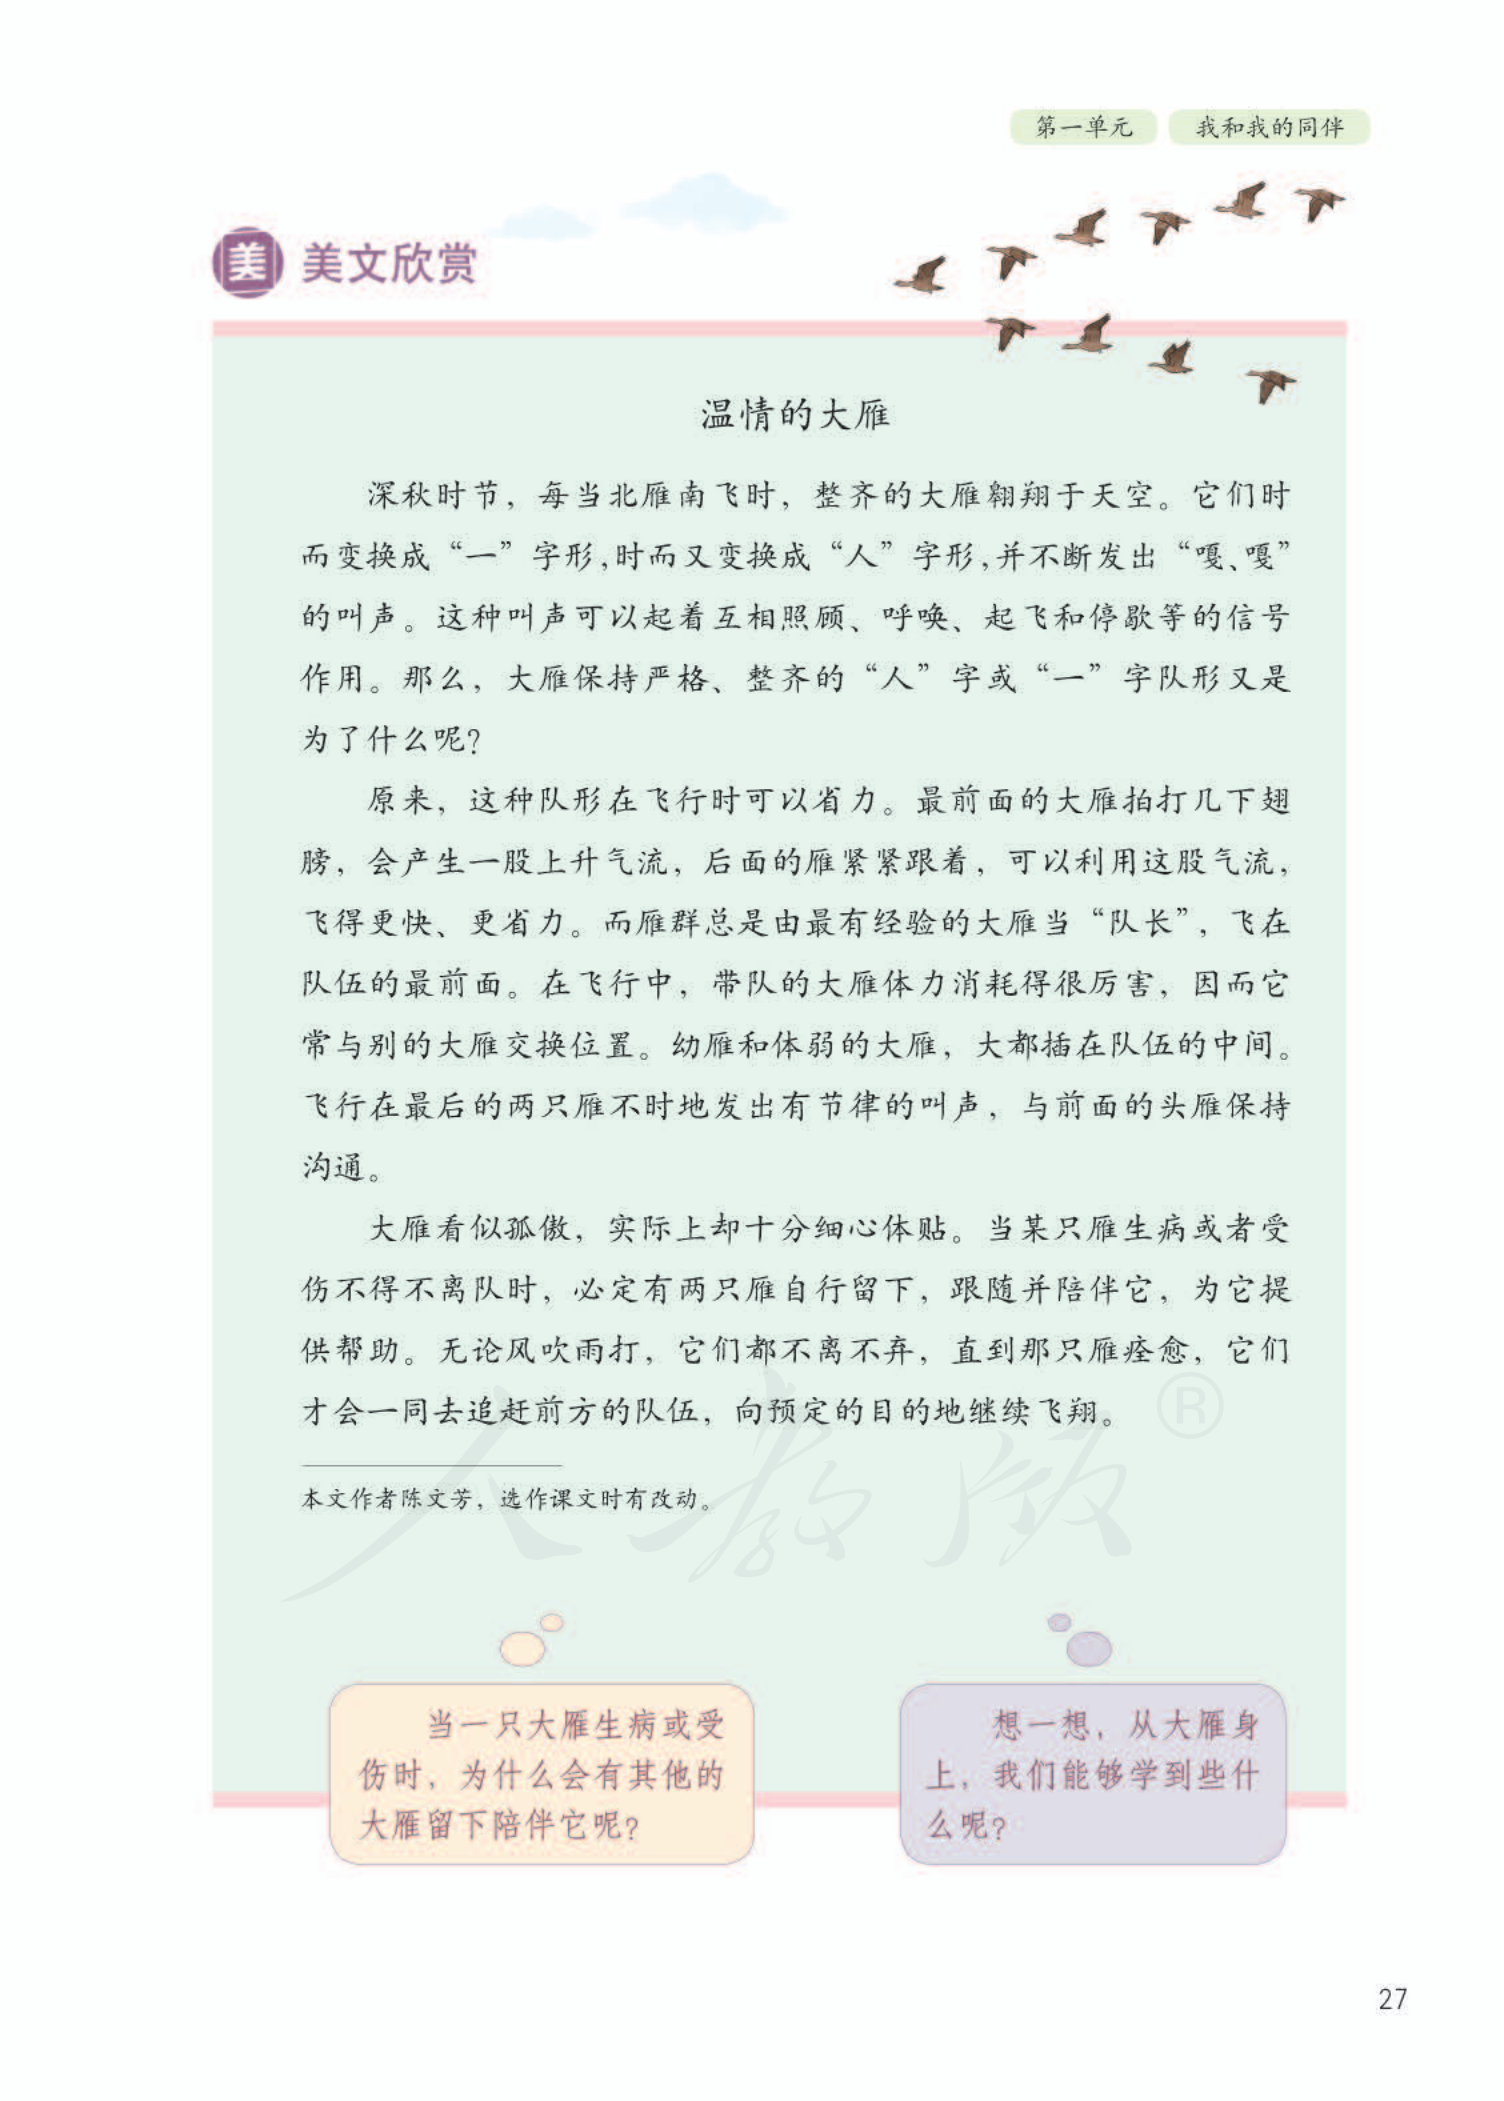 第一单元 我和我的同伴
美 美文欣赏
温情的大雁
深秋时节，每当北雁南飞时，整齐的大雁翱翔于天空。它们时
而变换成“一”字形,时而又变换成“人”字形,并不断发出“嘎、嘎”
的叫声。这种叫声可以起着互相照顾、呼唤、起飞和停歇等的信号
作用。那么，大雁保持严格、整齐的“人”字或“一”字队形又是
为了什么呢？
原来，这种队形在飞行时可以省力。最前面的大雁拍打几下翅
膀，会产生一股上升气流，后面的雁紧紧跟着，可以利用这股气流，
飞得更快、更省力。而雁群总是由最有经验的大雁当“队长”，飞在
队伍的最前面。在飞行中，带队的大雁体力消耗得很厉害，因而它
常与别的大雁交换位置。幼雁和体弱的大雁，大都插在队伍的中间。
飞行在最后的两只雁不时地发出有节律的叫声，与前面的头雁保持
沟通。
大雁看似孤傲，实际上却十分细心体贴。当某只雁生病或者受
伤不得不离队时，必定有两只雁自行留下，跟随并陪伴它，为它提
供帮助。无论风吹雨打，它们都不离不弃，直到那只雁痊愈，它们
才会一同去追赶前方的队伍，向预定的目的地继续飞翔。
人教版®
本文作者陈文芳，选作课文时有改动。
当一只大雁生病或受
伤时，为什么会有其他的
大雁留下陪伴它呢？
想一想，从大雁身
上，我们能够学到些什
么呢？
27